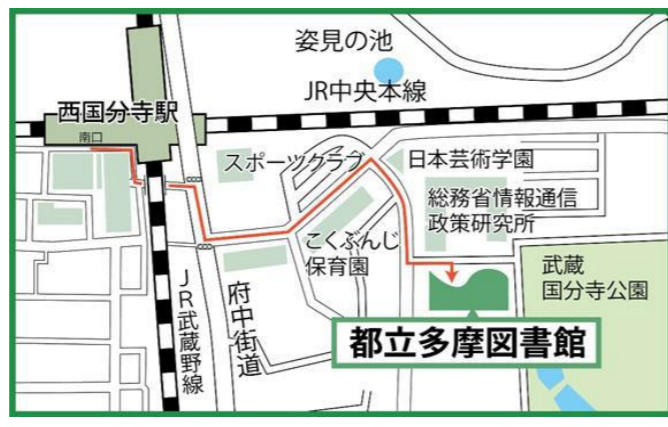 姿見の池
JR中央本線
西国分寺駅
南口
スポーツクラブ
日本芸術学園
総務省情報通信
政策研究所
こくぶんじ
保育園
武蔵
国分寺公園
JR武蔵野線
府中街道
都立多摩図書館